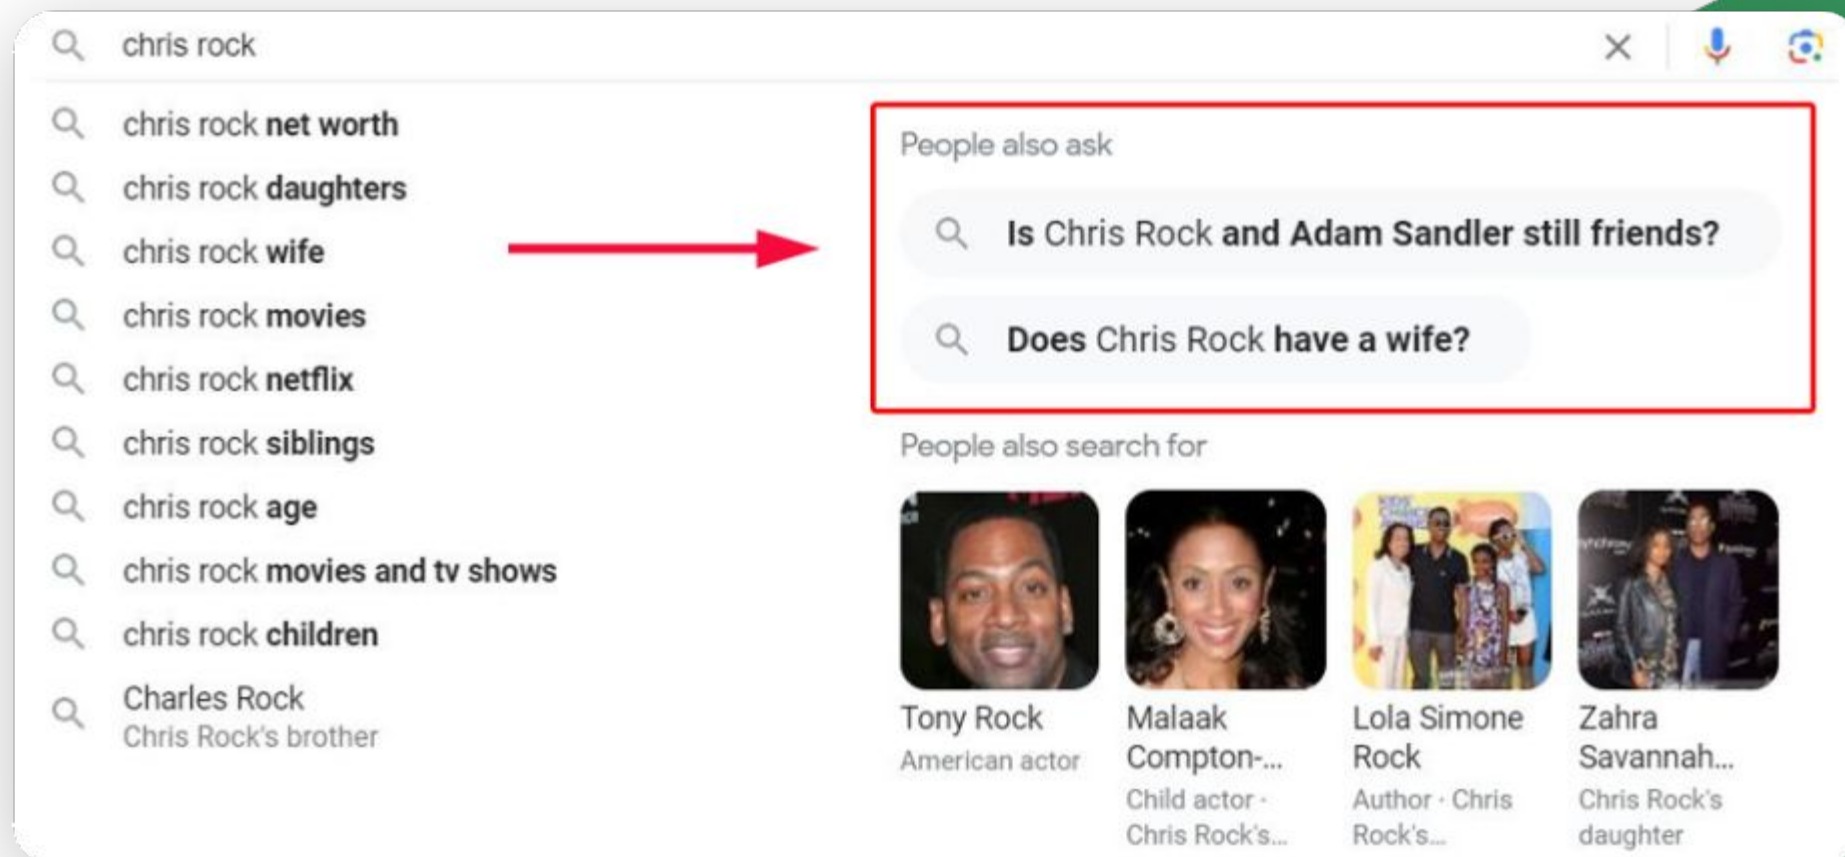 chris rock
chris rock net worth
chris rock daughters
chris rock wife
chris rock movies
chris rock netflix
chris rock siblings
chris rock age
chris rock movies and tv shows
chris rock children
Charles Rock
Chris Rock's brother
People also ask
Is Chris Rock and Adam Sandler still friends?
Does Chris Rock have a wife?
People also search for
Tony Rock
American actor
Malaak
Compton-...
Child actor ·
Chris Rock's...
Lola Simone
Rock
Author · Chris
Rock's...
Zahra
Savannah...
Chris Rock's
daughter